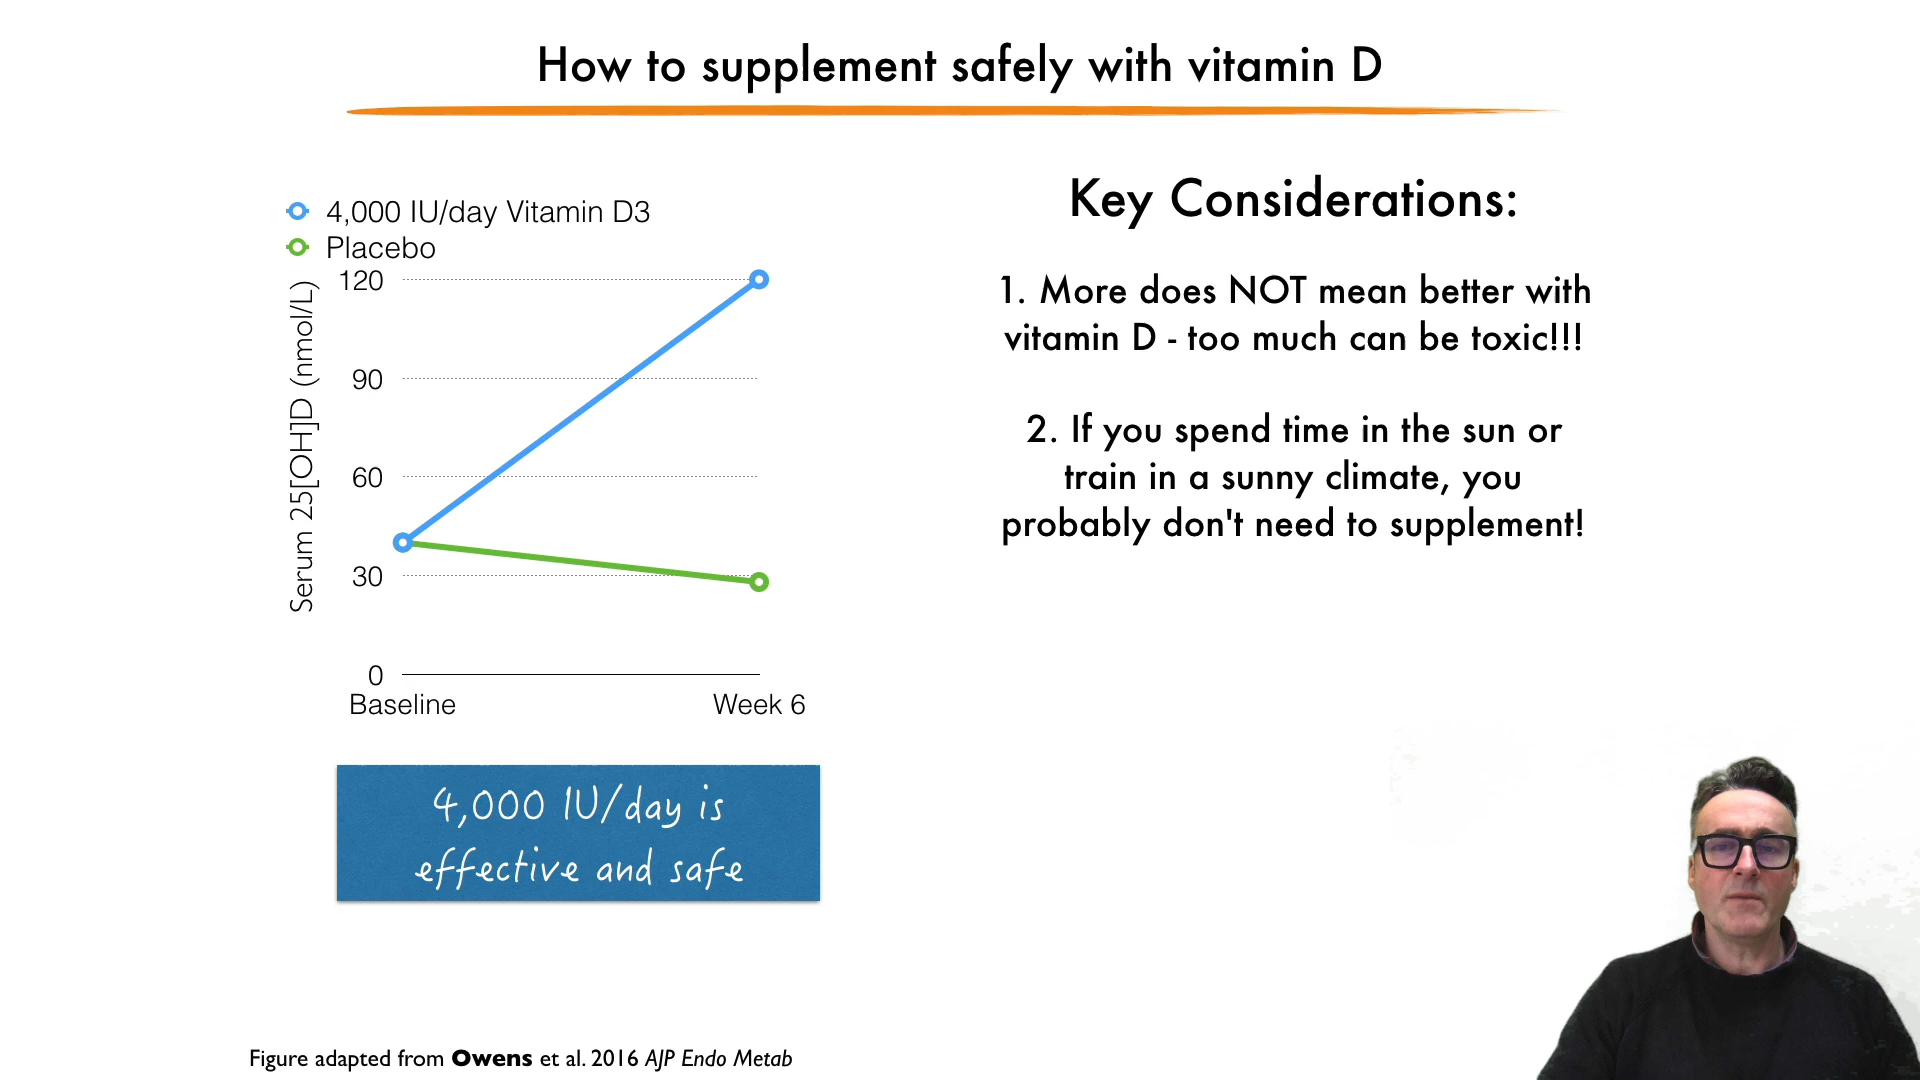 How to supplement safely with vitamin D
4,000 IU/day Vitamin D3
Placebo
Serum 25[OH]D (nmol/L)
120
90
60
30
0
Baseline
Week 6
4,000 IU/day is
effective and safe
Key Considerations:
1. More does NOT mean better with
vitamin D - too much can be toxic!!!
2. If you spend time in the sun or
train in a sunny climate, you
probably don't need to supplement!
Figure adapted from Owens et al. 2016 AJP Endo Metab